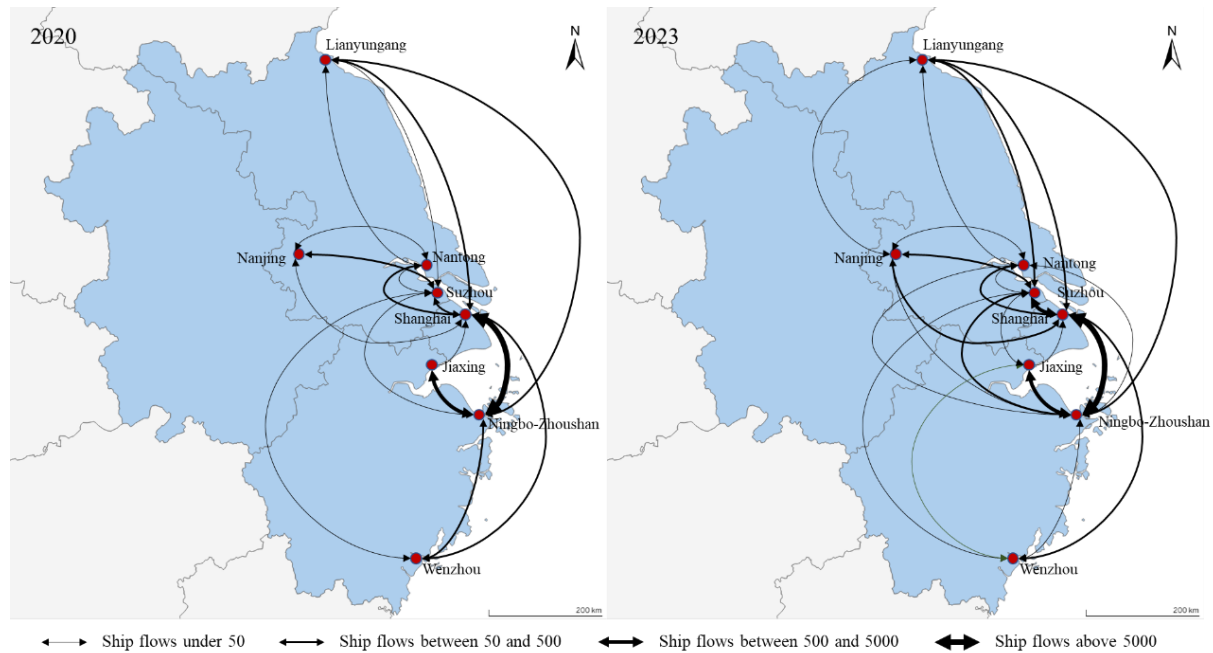 2020
Lianyungang
N
Nanjing
Nantong
Suzhou
Shanghai
Jiaxing
Ningbo-Zhoushan
Wenzhou
200 km
2023
Lianyungang
N
Nanjing
Nantong
Suzhou
Shanghai
Jiaxing
Ningbo-Zhoushan
Wenzhou
200 km
Ship flows under 50
Ship flows between 50 and 500
Ship flows between 500 and 5000
Ship flows above 5000